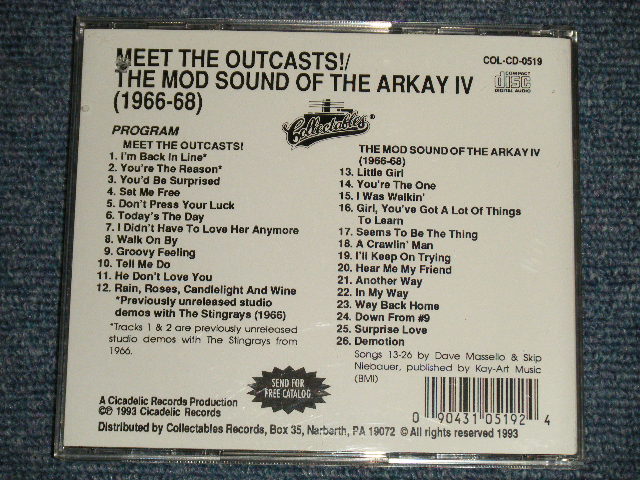 MEET THE OUTCASTS!/
THE MOD SOUND OF THE ARKAY IV
(1966-68)
COL-CD-0519
COMPACT
disc
DIGITAL AUDIO
Collectables
®
PROGRAM
MEET THE OUTCASTS!
1. I'm Back In Line*
2. You're The Reason*
3. You'd Be Surprised
4. Set Me Free
5. Don't Press Your Luck
6. Today's The Day
7. I Didn't Have To Love Her Anymore
8. Walk On By
9. Groovy Feeling
10. Tell Me Do
11. He Don't Love You
12. Rain, Roses, Candlelight And Wine
*Previously unreleased studio
demos with The Stingrays (1966)
*Tracks 1 & 2 are previously unreleased
studio demos with The Stingrays from
1966.
THE MOD SOUND OF THE ARKAY IV
(1966-68)
13. Little Girl
14. You're The One
15. I Was Walkin'
16. Girl, You've Got A Lot Of Things
To Learn
17. Seems To Be The Thing
18. A Crawlin' Man
19. I'll Keep On Trying
20. Hear Me My Friend
21. Another Way
22. In My Way
23. Way Back Home
24. Down From #9
25. Surprise Love
26. Demotion
Songs 13-26 by Dave Massello & Skip
Niebauer, published by Kay-Art Music
(BMI)
SEND FOR
FREE CATALOG
A Cicadelic Records Production
©℗ 1993 Cicadelic Records
0 90431 05192 4
Distributed by Collectables Records, Box 35, Narberth, PA 19072 © All rights reserved 1993